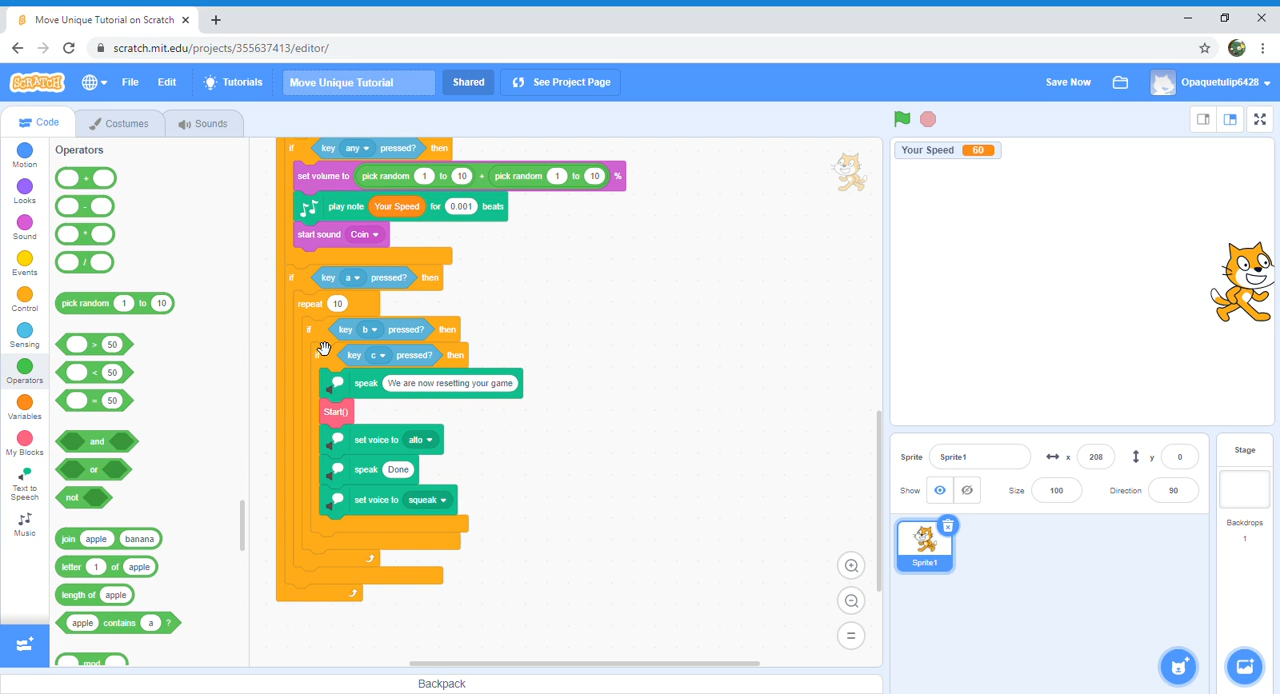 Move Unique Tutorial on Scratch
scratch.mit.edu/projects/355637413/editor/
SCRATCH File Edit Tutorials Move Unique Tutorial Shared See Project Page Save Now Opaquetulip6428
Code Costumes Sounds
Motion
Looks
Sound
Events
Control
Sensing
Operators
Variables
My Blocks
Text to
Speech
Music
Operators
+
-
*
/
pick random 1 to 10
> 50
< 50
= 50
and
or
not
join apple banana
letter 1 of apple
length of apple
apple contains a ?
mod
if key any pressed? then
set volume to pick random 1 to 10 + pick random 1 to 10 %
play note Your Speed for 0.001 beats
start sound Coin
if key a pressed? then
repeat 10
if key b pressed? then
if key c pressed? then
speak We are now resetting your game
Start()
set voice to alto
speak Done
set voice to squeak
Backpack
Your Speed 60
Sprite Sprite1 x 208 y 0
Show Size 100 Direction 90
Sprite1
Stage
Backdrops
1